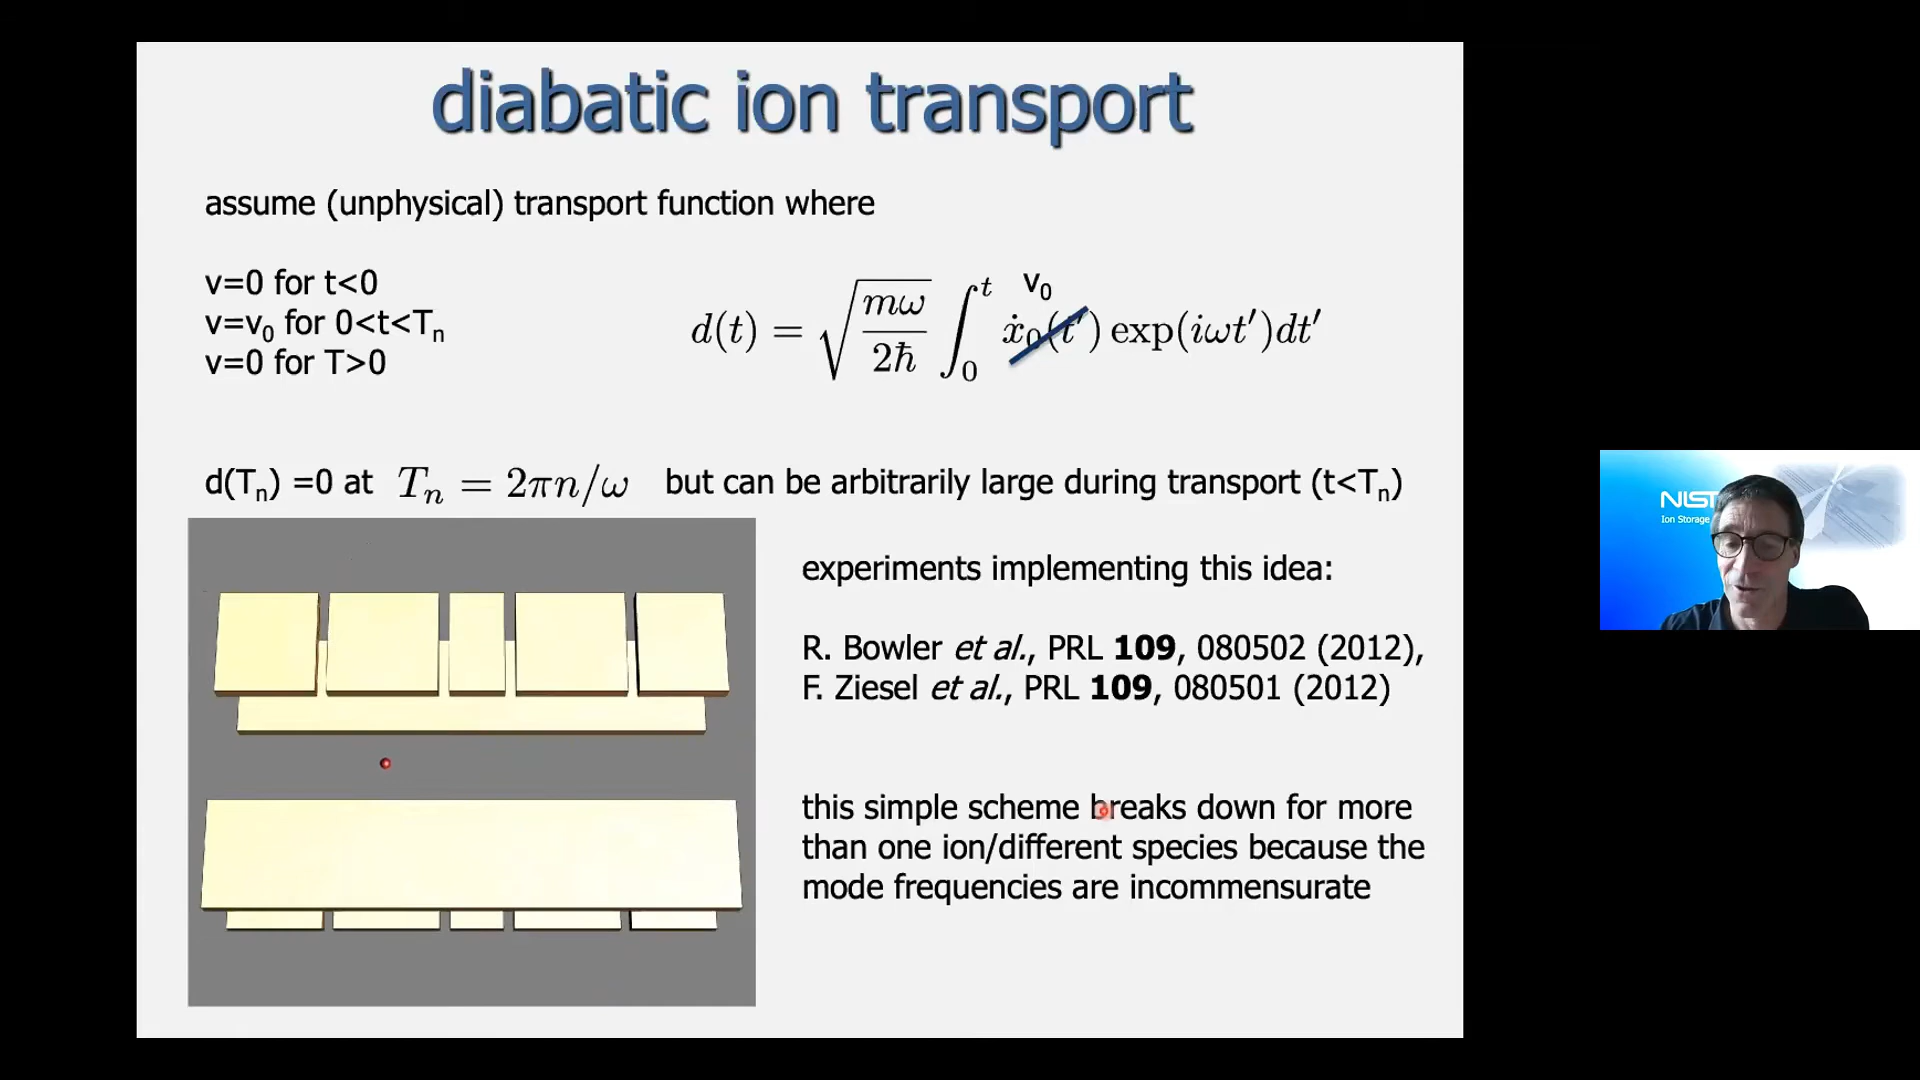 diabatic ion transport
assume (unphysical) transport function where
v=0 for t<0
v=v₀ for 0<t<Tₙ
v=0 for T>0
v₀
d(t) = √(mω/2ħ) ∫₀ᵗ ẋ₀(t′) exp(iωt′)dt′
d(Tₙ) =0 at Tₙ = 2πn/ω but can be arbitrarily large during transport (t<Tₙ)
experiments implementing this idea:
R. Bowler et al., PRL 109, 080502 (2012),
F. Ziesel et al., PRL 109, 080501 (2012)
this simple scheme breaks down for more
than one ion/different species because the
mode frequencies are incommensurate
NIST
Ion Storage